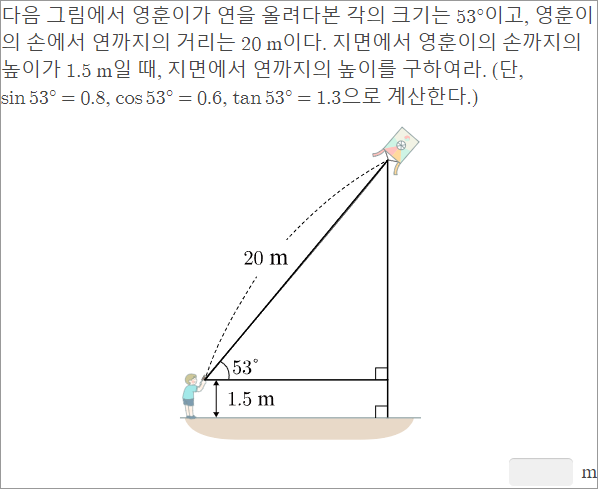 다음 그림에서 영훈이가 연을 올려다본 각의 크기는 53°이고, 영훈이
의 손에서 연까지의 거리는 20 m이다. 지면에서 영훈이의 손까지의
높이가 1.5 m일 때, 지면에서 연까지의 높이를 구하여라. (단,
sin 53° = 0.8, cos 53° = 0.6, tan 53° = 1.3으로 계산한다.)
20 m
53°
1.5 m
m